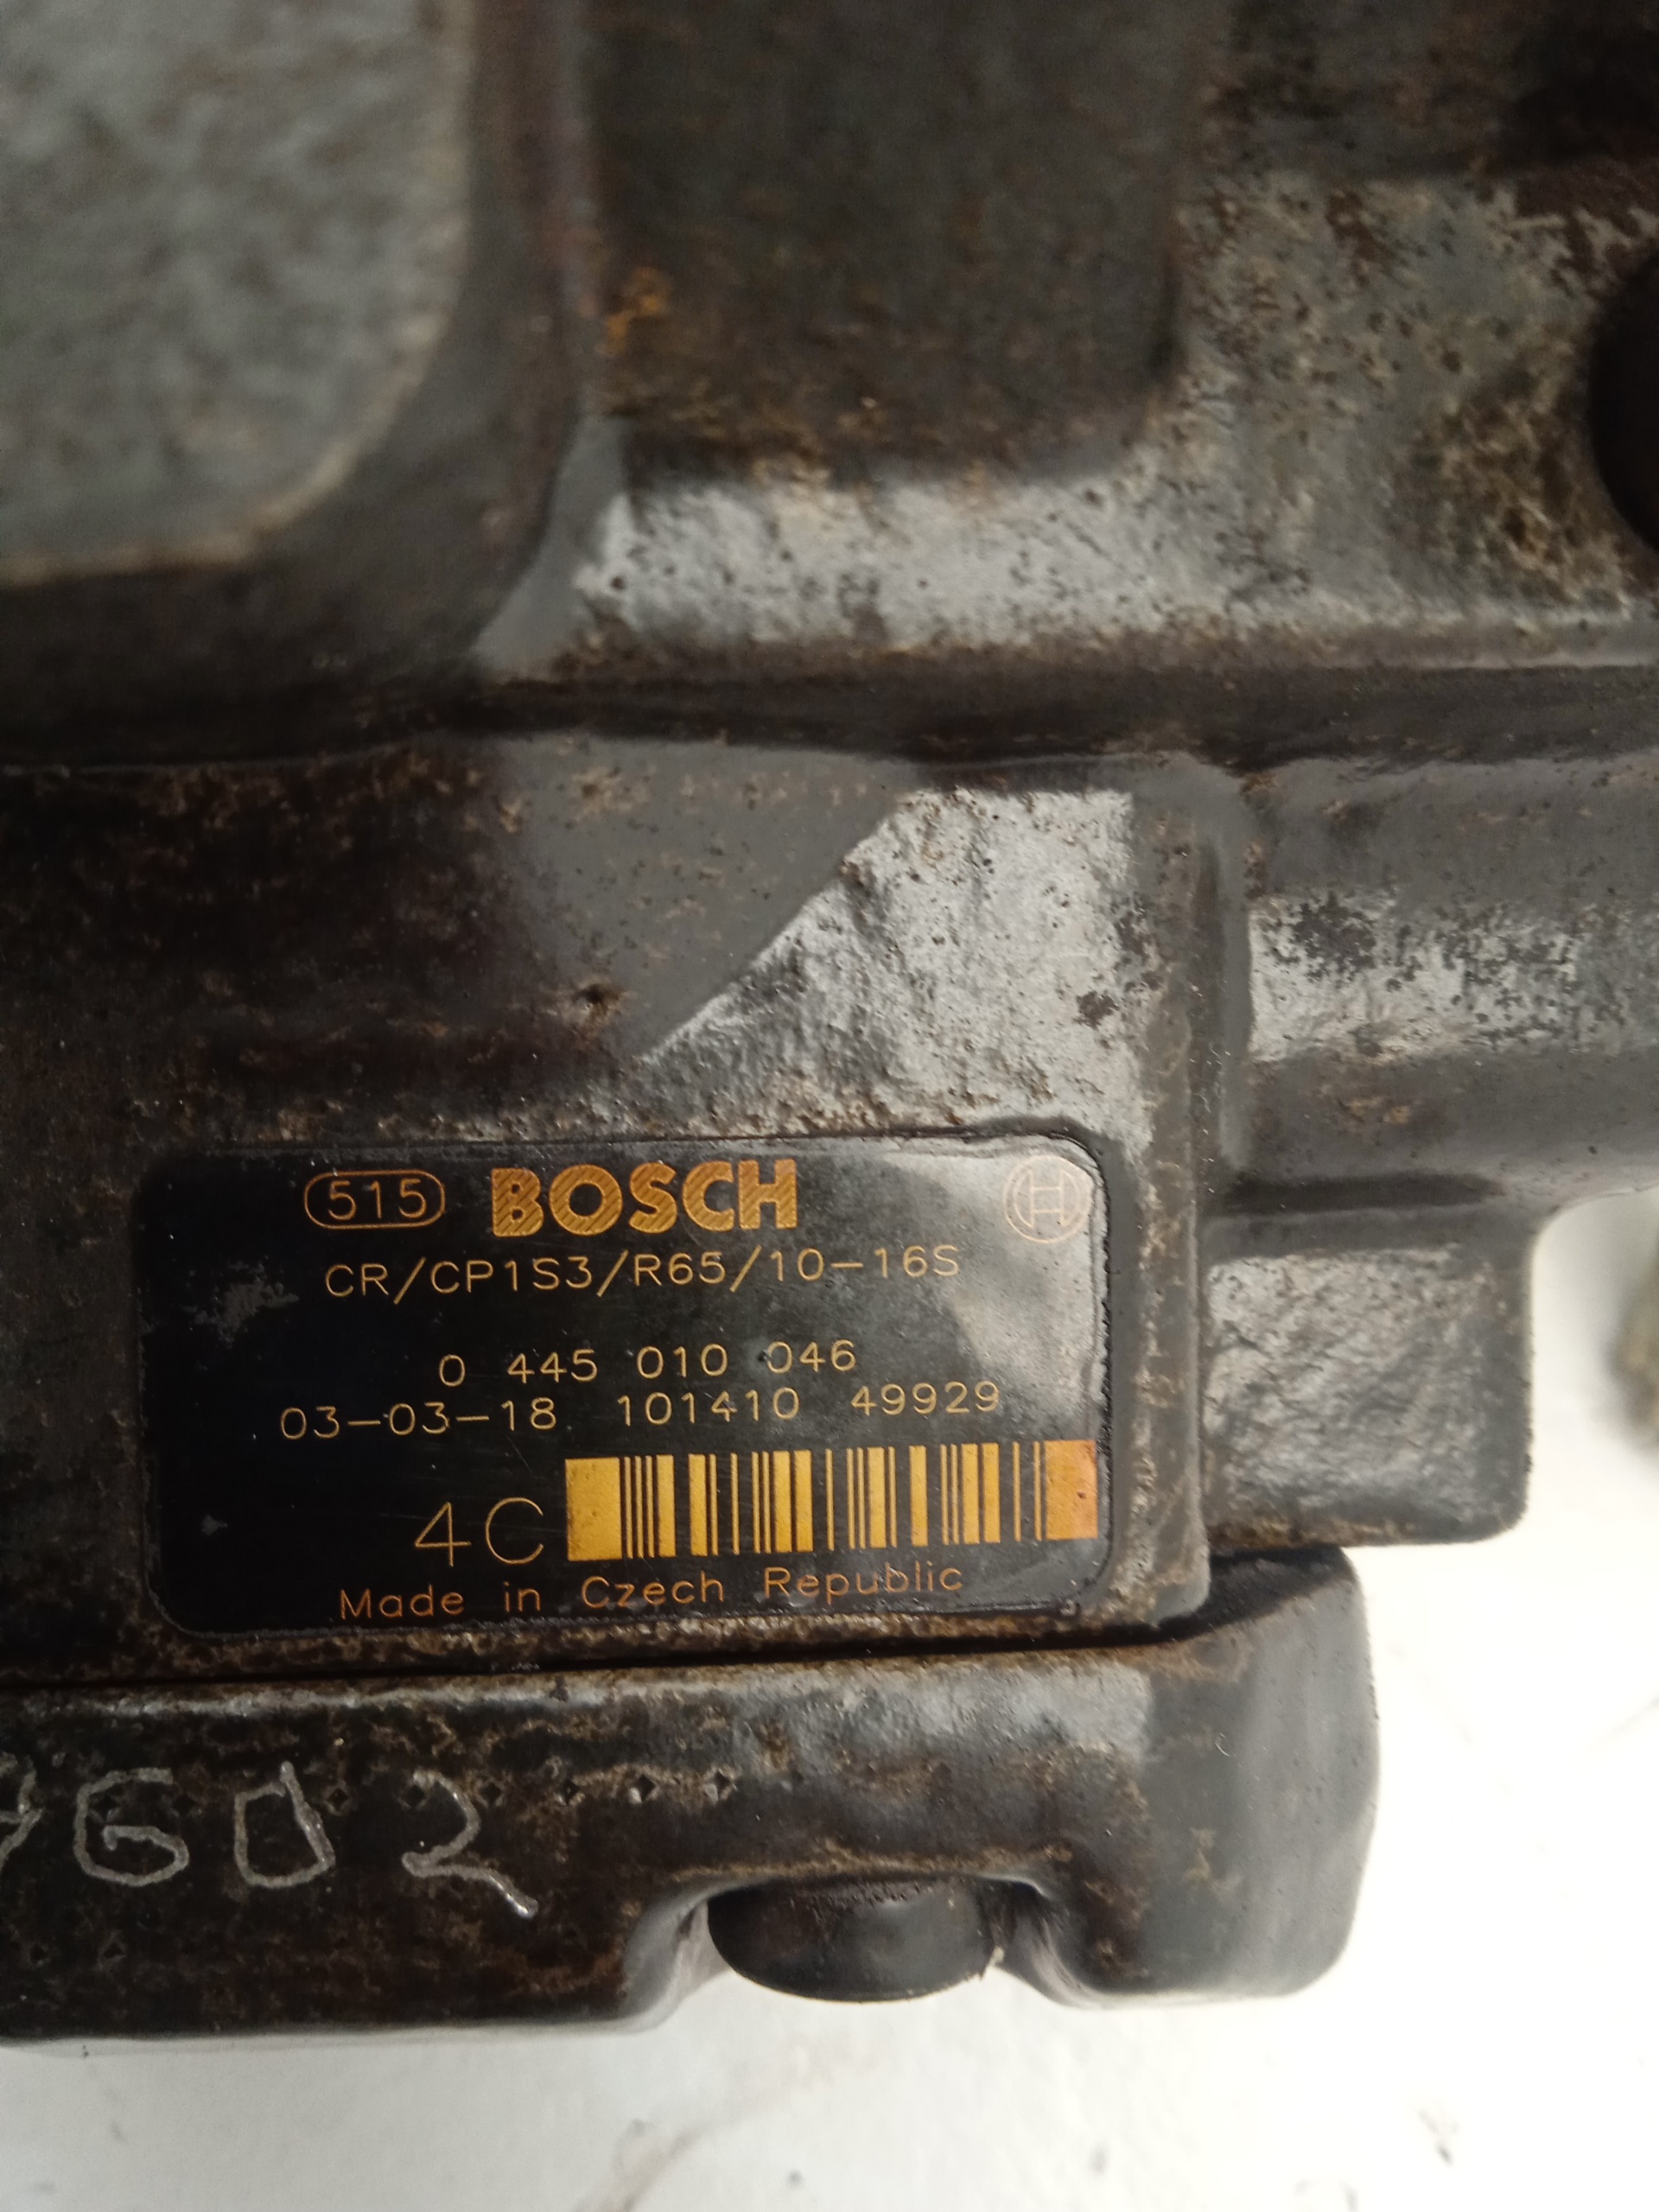 515 BOSCH
CR/CP1S3/R65/10-16S
0 445 010 046
03-03-18 101410 49929
4C
Made in Czech Republic
602